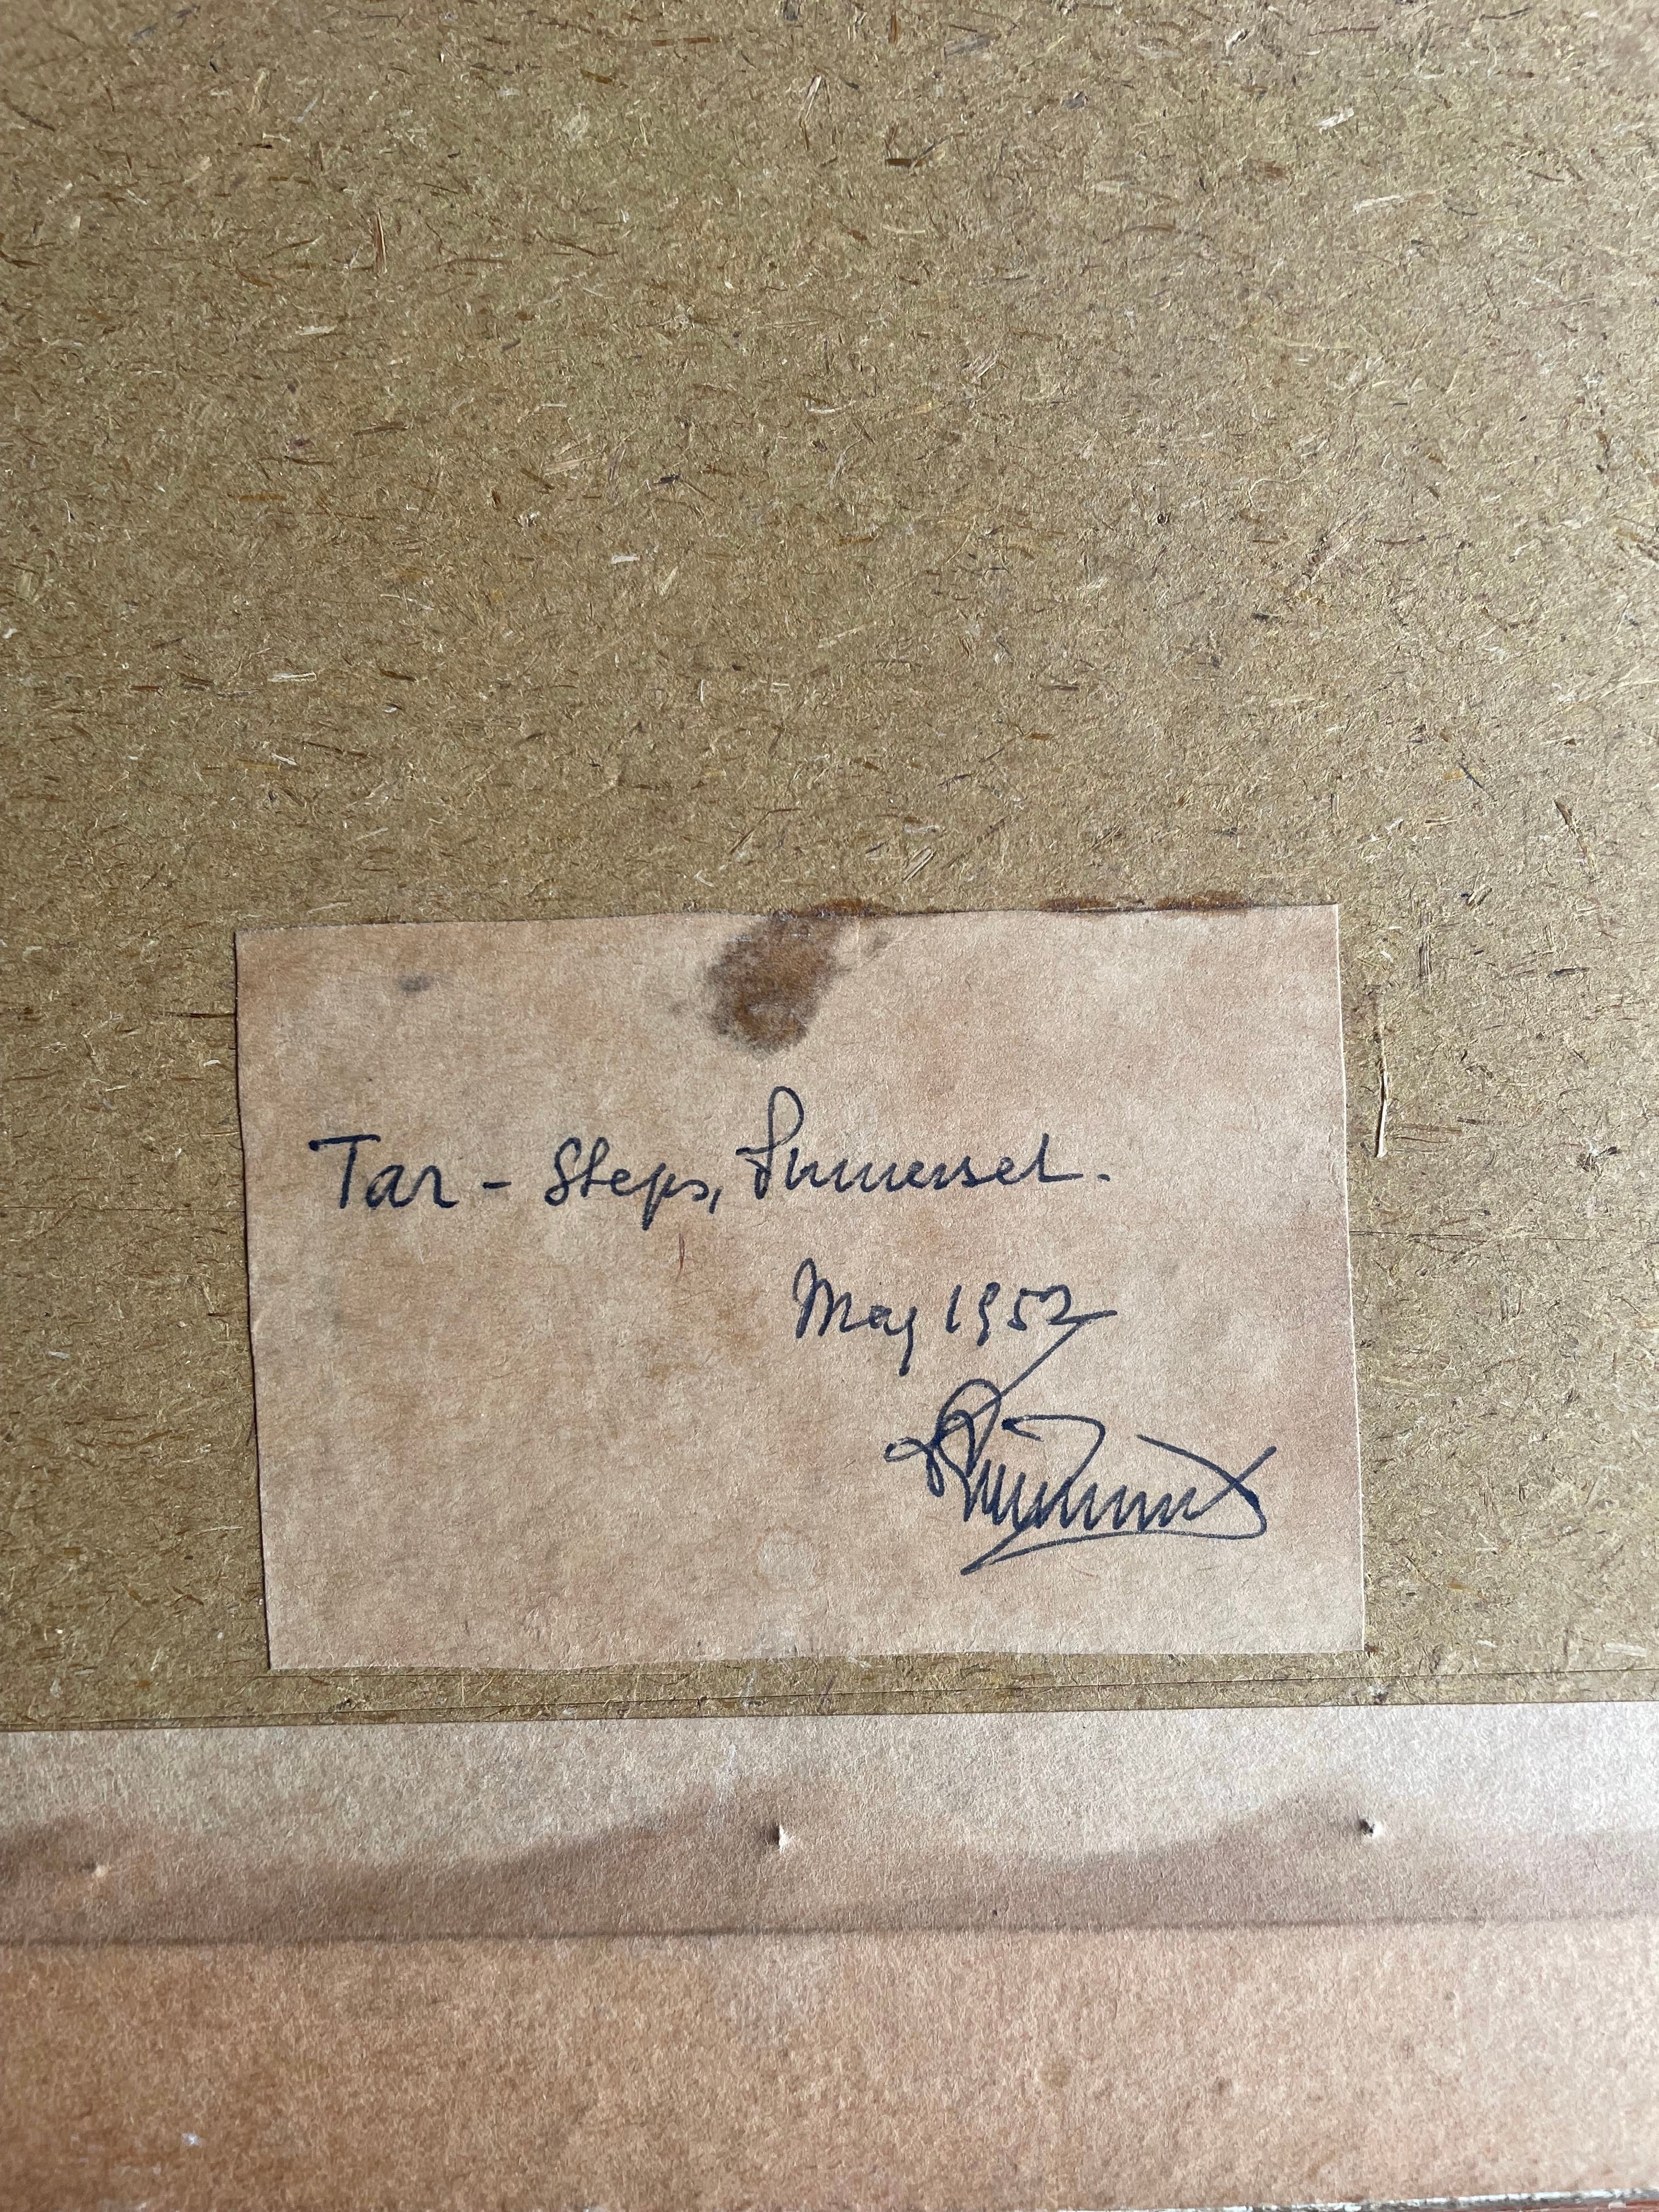 Tar - Steps, Somerset.
May 1952